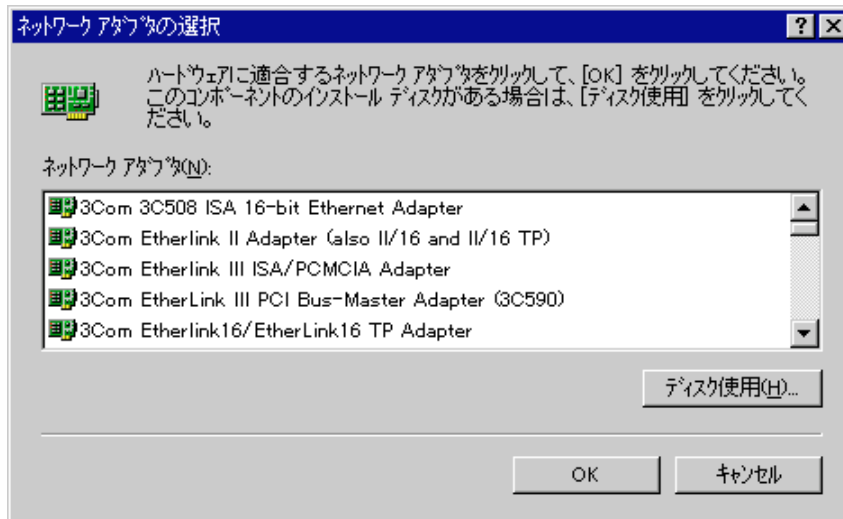 ネットワーク アダプタの選択
ハードウェアに適合するネットワーク アダプタをクリックして、[OK] をクリックしてください。
このコンポーネントのインストール ディスクがある場合は、[ディスク使用] をクリックしてく
ださい。
ネットワーク アダプタ(N):
3Com 3C508 ISA 16-bit Ethernet Adapter
3Com Etherlink II Adapter (also II/16 and II/16 TP)
3Com Etherlink III ISA/PCMCIA Adapter
3Com EtherLink III PCI Bus-Master Adapter (3C590)
3Com Etherlink16/EtherLink16 TP Adapter
ディスク使用(H)...
OK
キャンセル